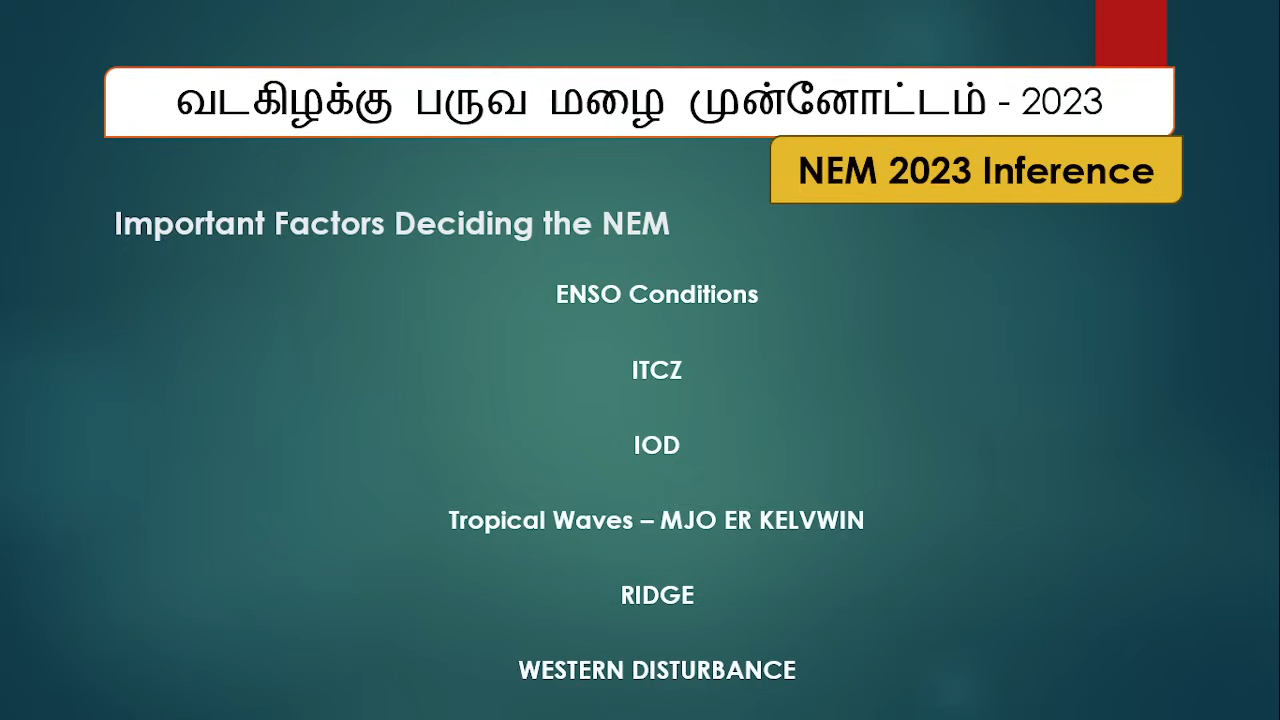 வடகிழக்கு பருவ மழை முன்னோட்டம் - 2023
NEM 2023 Inference
Important Factors Deciding the NEM
ENSO Conditions
ITCZ
IOD
Tropical Waves – MJO ER KELVWIN
RIDGE
WESTERN DISTURBANCE